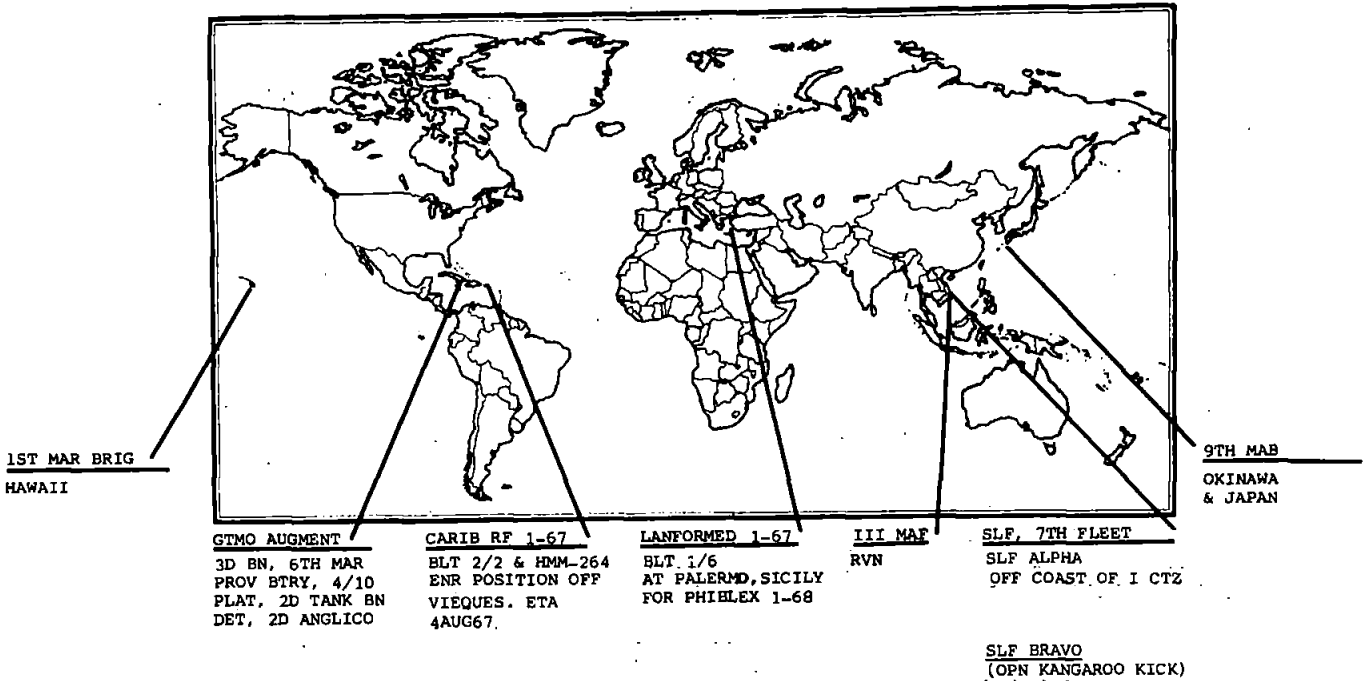 1ST MAR BRIG
HAWAII
GTMO AUGMENT
3D BN, 6TH MAR
PROV BTRY, 4/10
PLAT, 2D TANK BN
DET, 2D ANGLICO
CARIB RF 1-67
BLT 2/2 & HMM-264
ENR POSITION OFF
VIEQUES. ETA
4AUG67.
LANFORMED 1-67
BLT 1/6
AT PALERMO, SICILY
FOR PHIBLEX 1-68
III MAF
RVN
SLF, 7TH FLEET
SLF ALPHA
OFF COAST OF I CTZ
SLF BRAVO
(OPN KANGAROO KICK)
9TH MAB
OKINAWA
& JAPAN